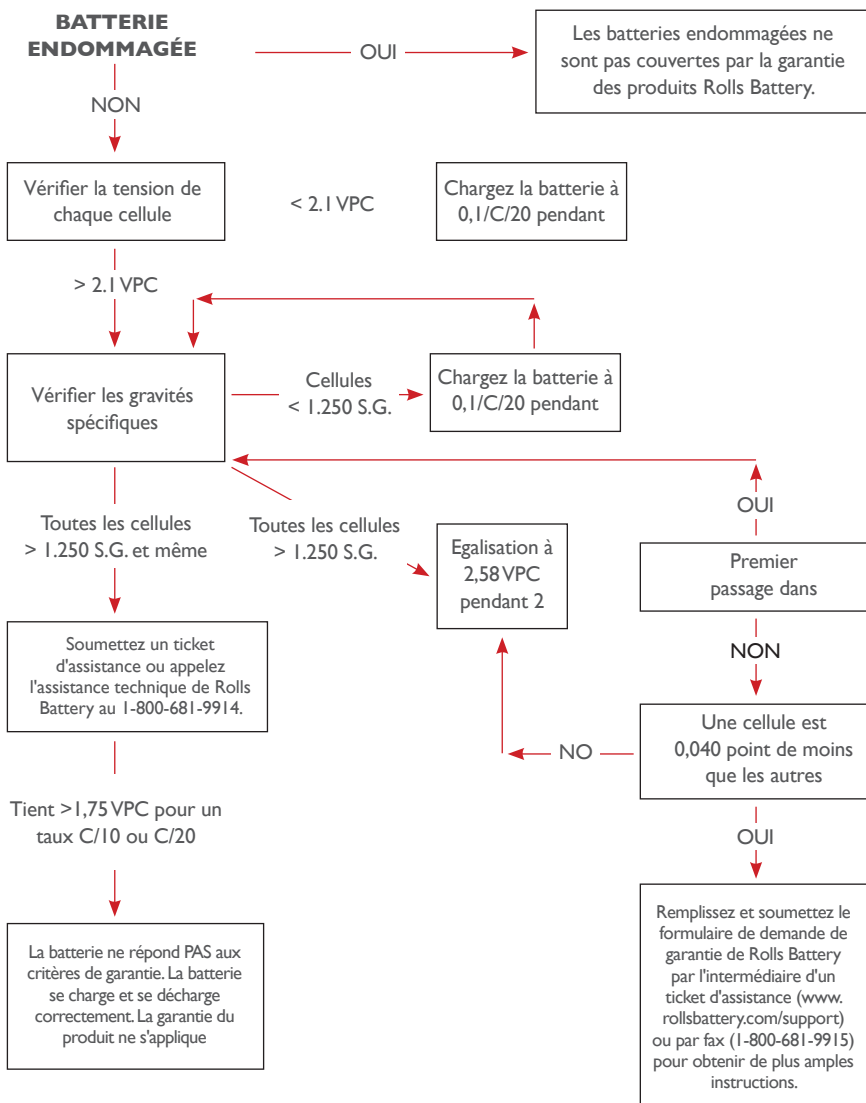 BATTERIE
ENDOMMAGÉE
OUI
Les batteries endommagées ne
sont pas couvertes par la garantie
des produits Rolls Battery.
NON
Vérifier la tension de
chaque cellule
< 2.1 VPC
Chargez la batterie à
0,1/C/20 pendant
> 2.1 VPC
Vérifier les gravités
spécifiques
Cellules
< 1.250 S.G.
Chargez la batterie à
0,1/C/20 pendant
Toutes les cellules
> 1.250 S.G. et même
Toutes les cellules
> 1.250 S.G.
Egalisation à
2,58 VPC
pendant 2
OUI
Premier
passage dans
NON
Soumettez un ticket
d'assistance ou appelez
l'assistance technique de Rolls
Battery au 1-800-681-9914.
Une cellule est
0,040 point de moins
que les autres
NO
OUI
Tient >1,75 VPC pour un
taux C/10 ou C/20
La batterie ne répond PAS aux
critères de garantie. La batterie
se charge et se décharge
correctement. La garantie du
produit ne s'applique
Remplissez et soumettez le
formulaire de demande de
garantie de Rolls Battery
par l'intermédiaire d'un
ticket d'assistance (www.
rollsbattery.com/support)
ou par fax (1-800-681-9915)
pour obtenir de plus amples
instructions.